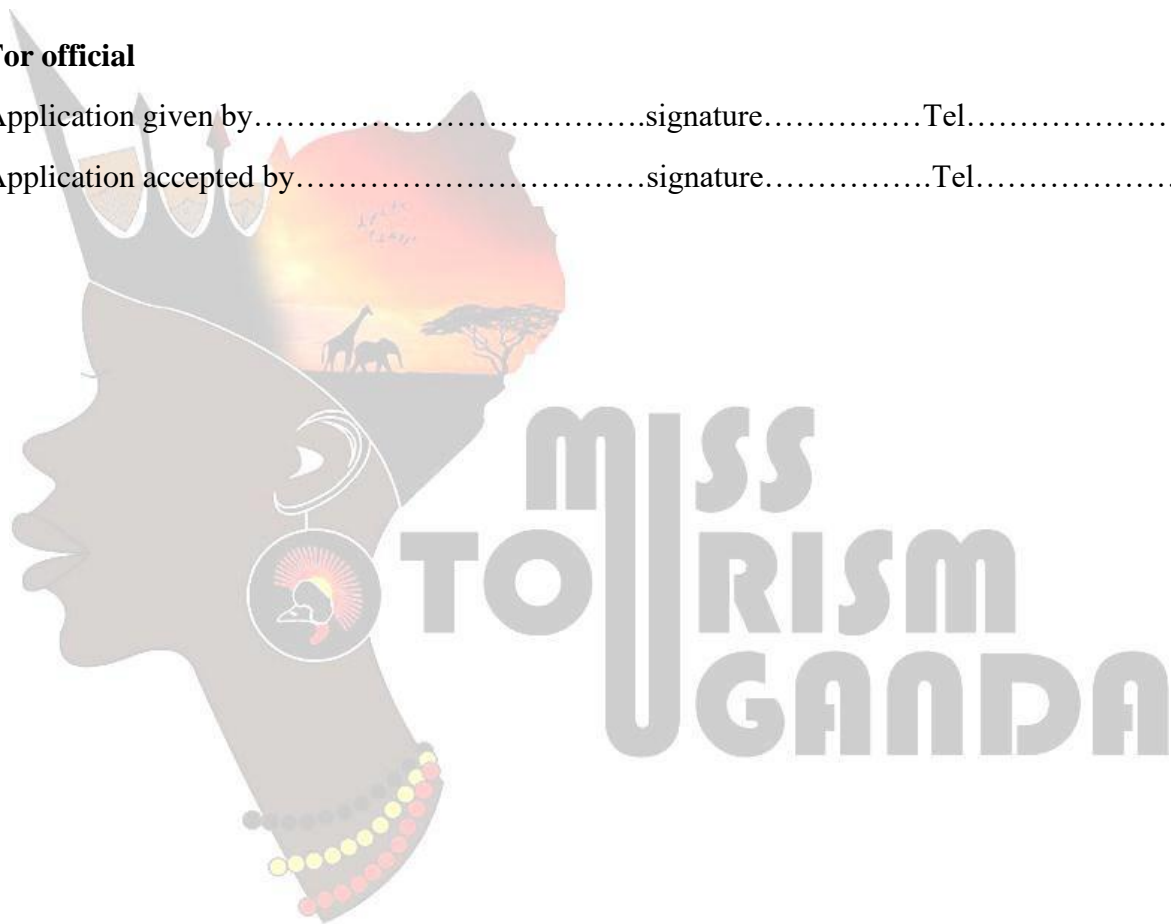 For official
Application given by……………………………….signature……………Tel………………
Application accepted by……………………………signature…………….Tel……………….
MISS
TOURISM
UGANDA